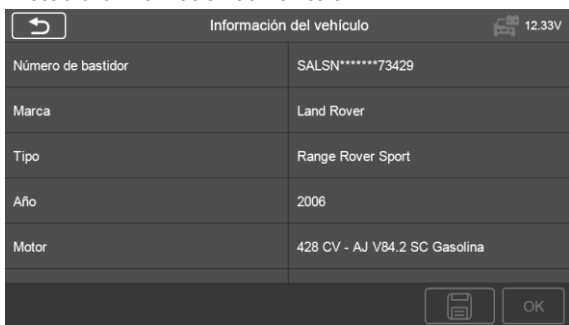 Información del vehículo
12.33V
Número de bastidor SALSN*******73429
Marca Land Rover
Tipo Range Rover Sport
Año 2006
Motor 428 CV - AJ V84.2 SC Gasolina
OK